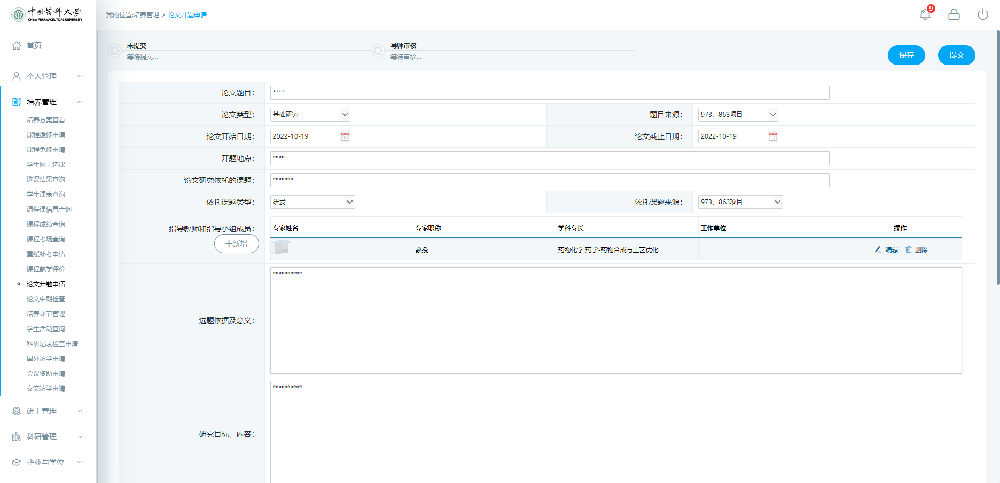 中国药科大学
CHINA PHARMACEUTICAL UNIVERSITY
我的位置:培养管理 > 论文开题申请
9
首页
个人管理
培养管理
培养方案查看
课程缓修申请
课程免修申请
学生网上选课
选课结果查询
学生课表查询
调停课信息查询
课程成绩查询
课程考场查询
重缓补考申请
课程教学评价
论文开题申请
论文中期检查
培养环节管理
学生活动查询
科研记录检查申请
国外访学申请
会议资助申请
交流访学申请
研工管理
科研管理
毕业与学位
未提交
等待提交...
导师审核
等待审核...
保存
提交
论文题目: ****
论文类型: 基础研究
题目来源: 973、863项目
论文开始日期: 2022-10-19
论文截止日期: 2022-10-19
开题地点: ****
论文研究依托的课题: *******
依托课题类型: 研发
依托课题来源: 973、863项目
指导教师和指导小组成员:
新增
专家姓名 专家职称 学科专长 工作单位 操作
教授 药物化学,药学-药物合成与工艺优化 编辑 删除
选题依据及意义: **********
研究目标、内容: **********